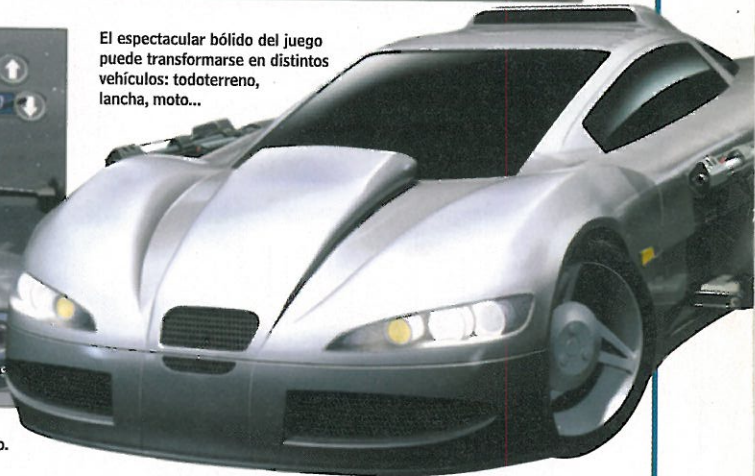 El espectacular bólido del juego
puede transformarse en distintos
vehículos: todoterreno,
lancha, moto...